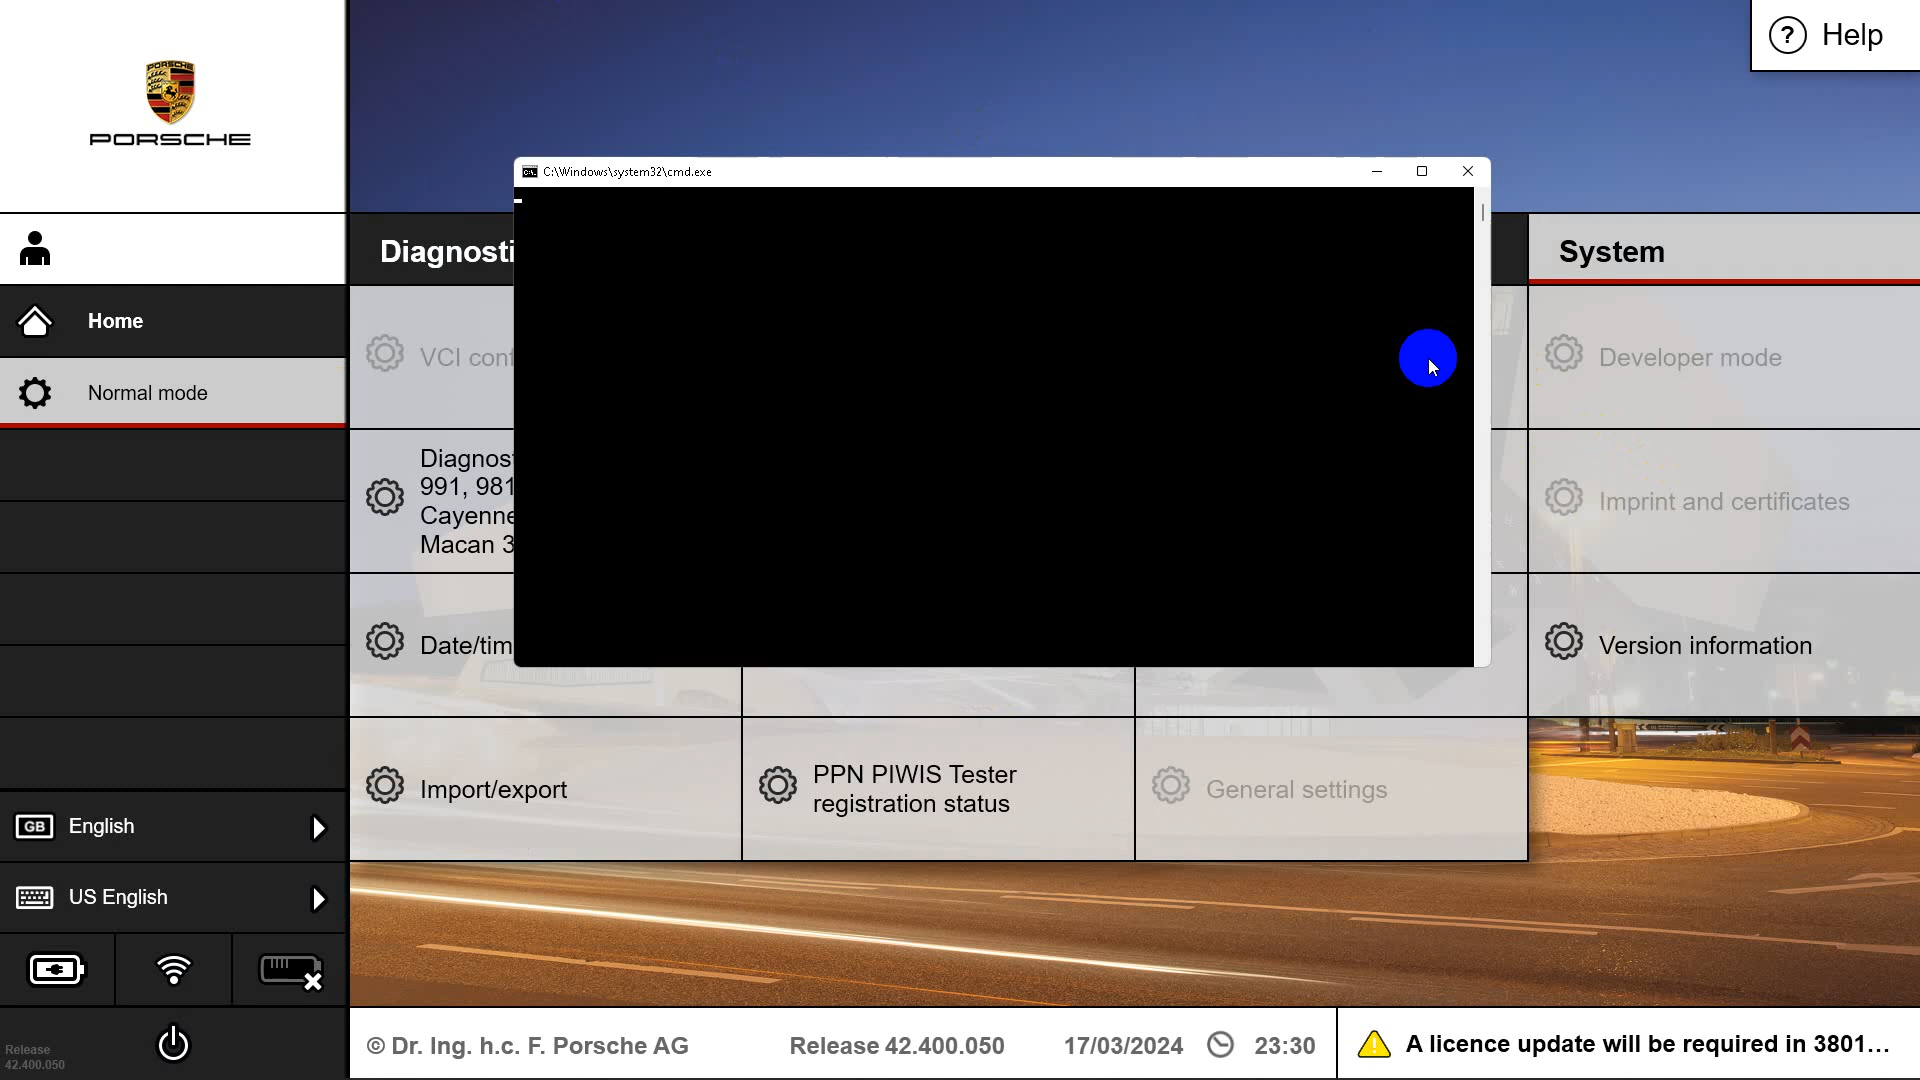 PORSCHE
PORSCHE
? Help
C:\Windows\system32\cmd.exe
Diagnosti
System
Home
Normal mode
VCI conf
Developer mode
Diagnos
991, 981
Cayenne
Macan 3
Imprint and certificates
Date/tim
Version information
Import/export
PPN PIWIS Tester
registration status
General settings
GB English
US English
Release
42.400.050
© Dr. Ing. h.c. F. Porsche AG
Release 42.400.050
17/03/2024
23:30
A licence update will be required in 3801...